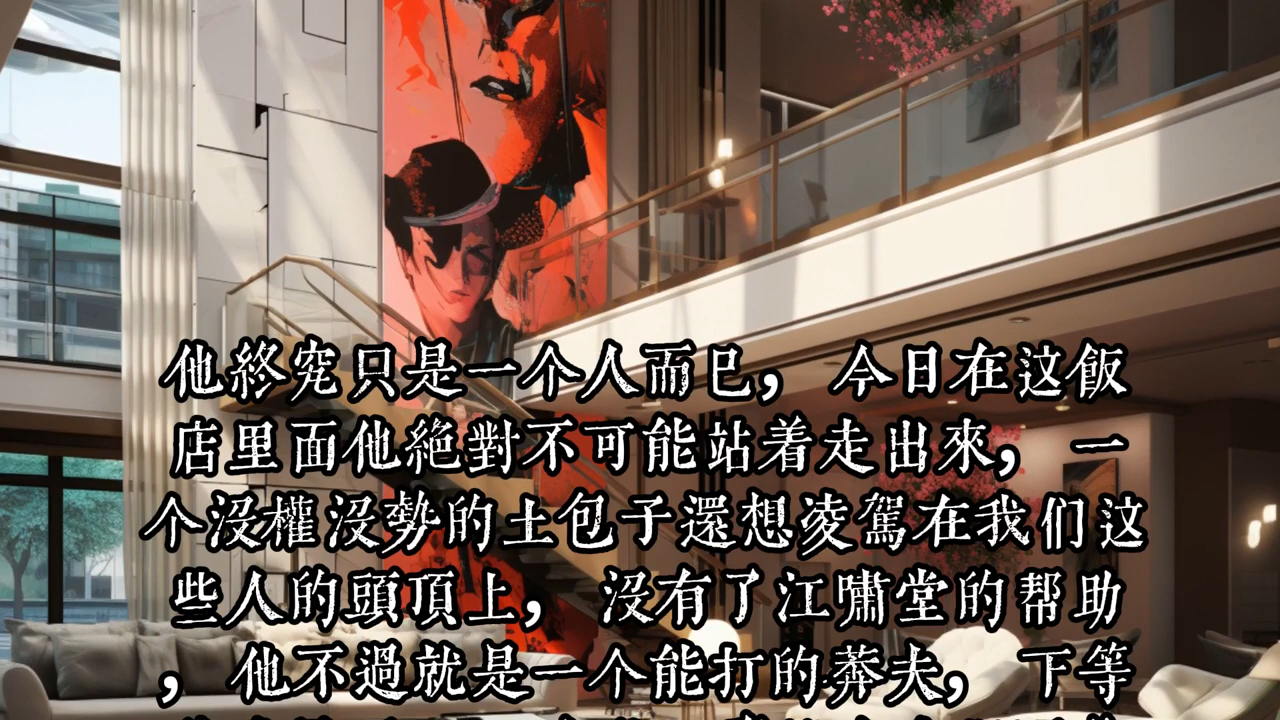 他終究只是一个人而已， 今日在这飯
店里面他絕對不可能站着走出來， 一
个沒權沒勢的土包子還想凌駕在我们这
些人的頭頂上， 沒有了江嘯堂的帮助
， 他不過就是一个能打的莽夫， 下等